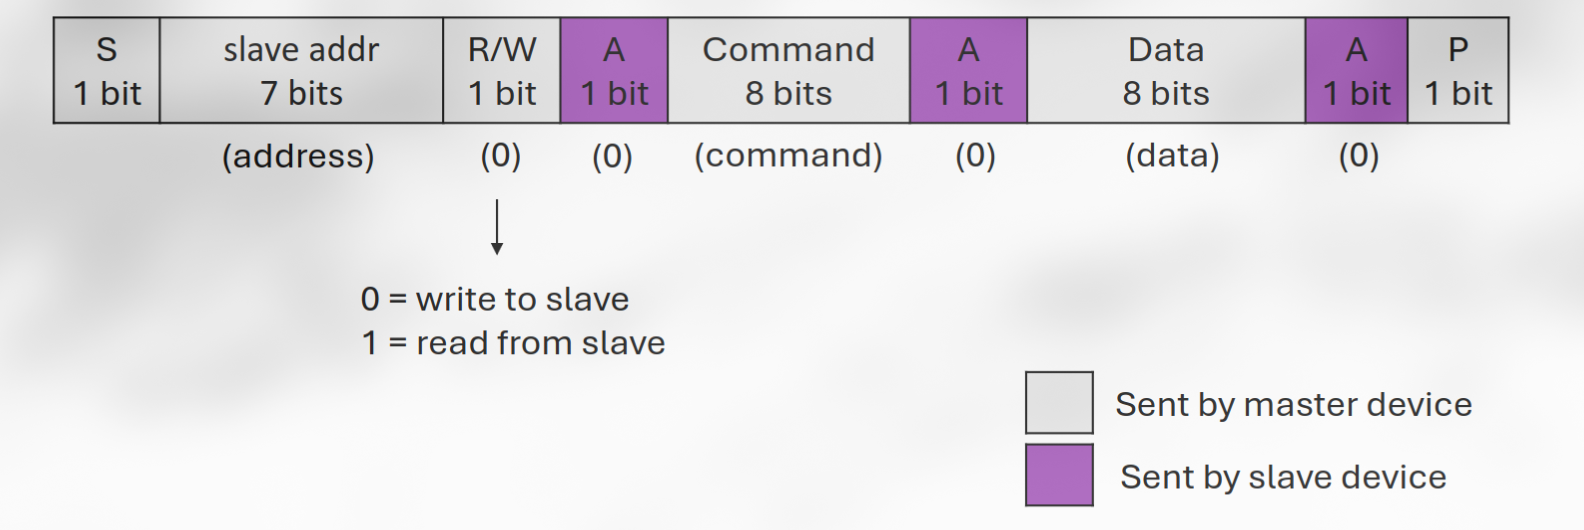 S slave addr R/W A Command A Data A P
1 bit 7 bits 1 bit 1 bit 8 bits 1 bit 8 bits 1 bit 1 bit
(address) (0) (0) (command) (0) (data) (0)
0 = write to slave
1 = read from slave
Sent by master device
Sent by slave device